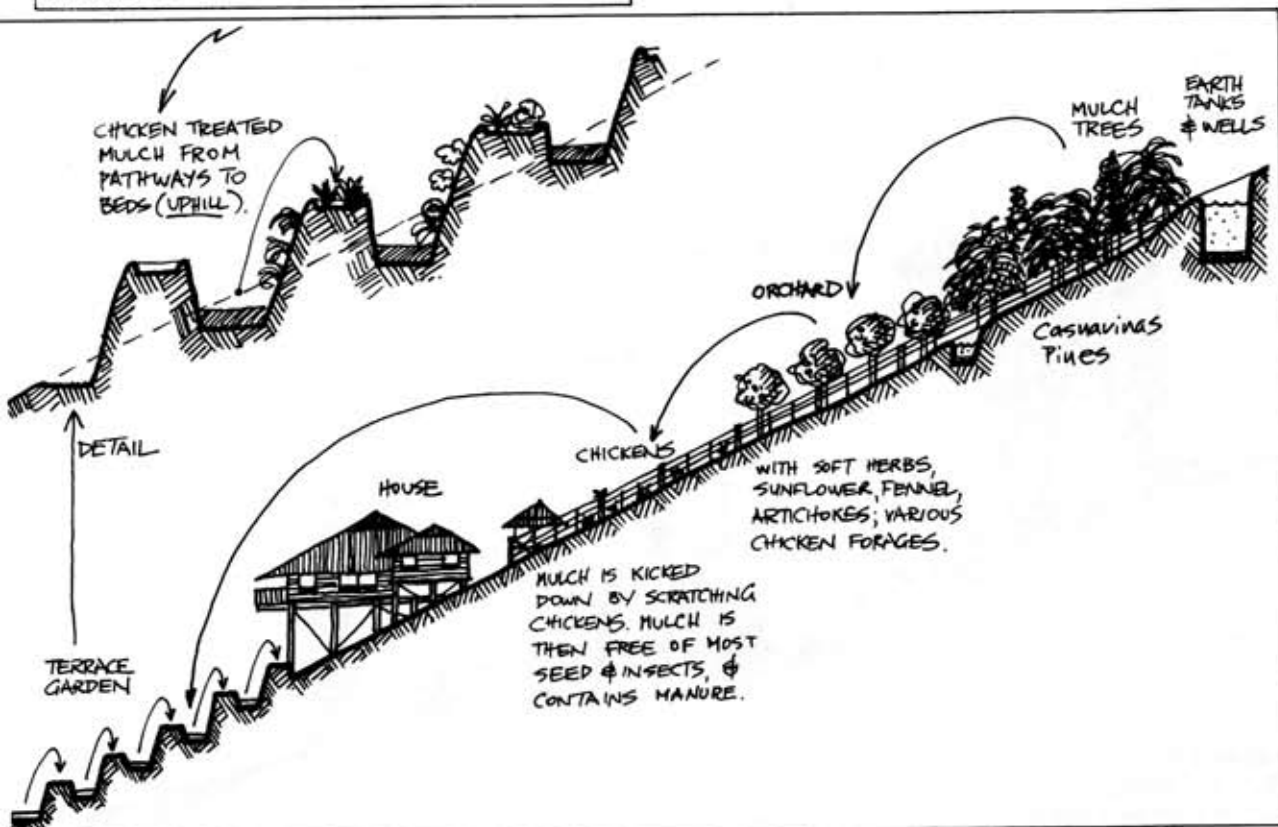 CHICKEN TREATED
MULCH FROM
PATHWAYS TO
BEDS (UPHILL).
DETAIL
TERRACE
GARDEN
HOUSE
CHICKENS
MULCH IS KICKED
DOWN BY SCRATCHING
CHICKENS. MULCH IS
THEN FREE OF MOST
SEED & INSECTS, &
CONTAINS MANURE.
ORCHARD
WITH SOFT HERBS,
SUNFLOWER, FENNEL,
ARTICHOKES; VARIOUS
CHICKEN FORAGES.
MULCH
TREES
EARTH
TANKS
& WELLS
Casuavinas
Pines